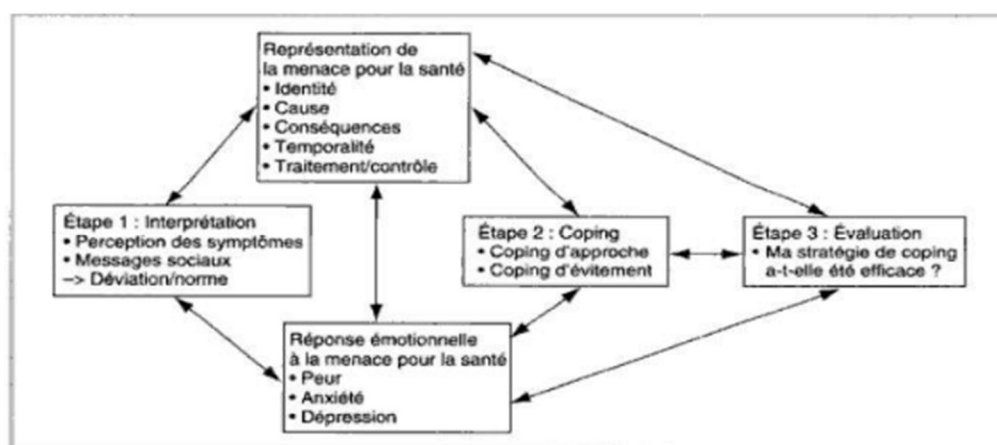 Représentation de
la menace pour la santé
• Identité
• Cause
• Conséquences
• Temporalité
• Traitement/contrôle
Étape 1 : Interprétation
• Perception des symptômes
• Messages sociaux
–> Déviation/norme
Étape 2 : Coping
• Coping d'approche
• Coping d'évitement
Étape 3 : Évaluation
• Ma stratégie de coping
a-t-elle été efficace ?
Réponse émotionnelle
à la menace pour la santé
• Peur
• Anxiété
• Dépression